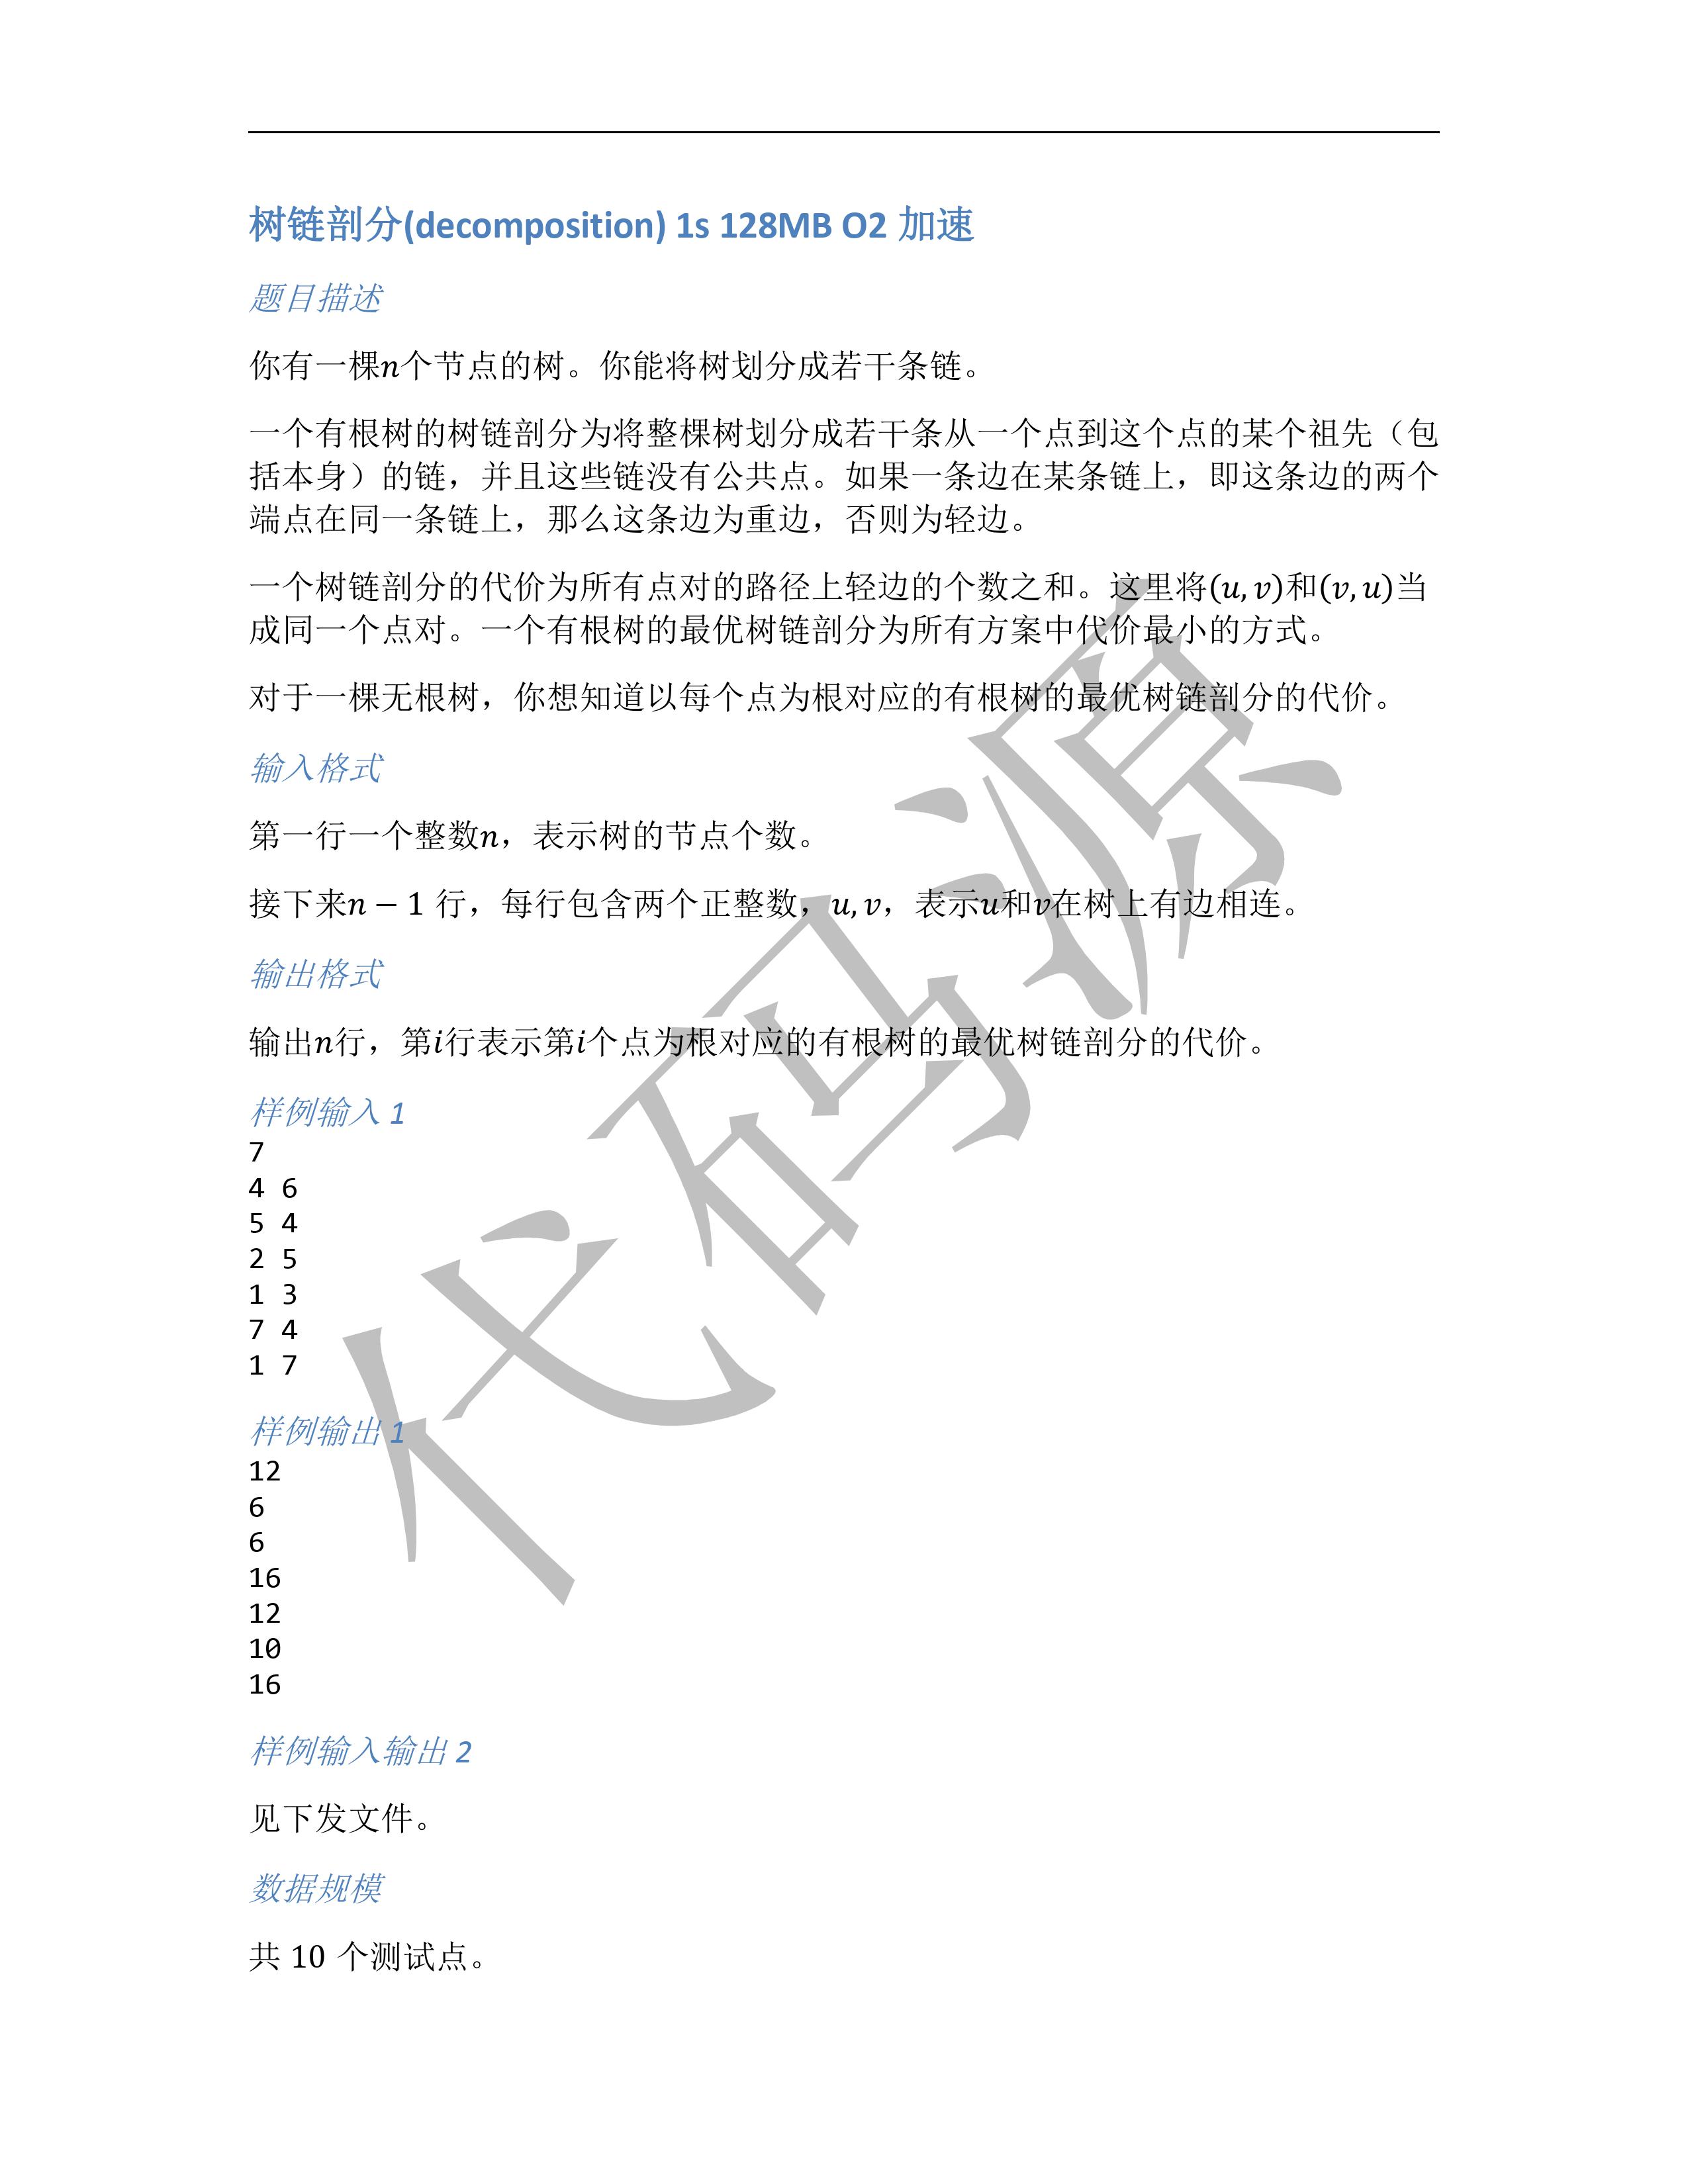 树链剖分(decomposition) 1s 128MB O2 加速
题目描述
你有一棵n个节点的树。你能将树划分成若干条链。
一个有根树的树链剖分为将整棵树划分成若干条从一个点到这个点的某个祖先（包
括本身）的链，并且这些链没有公共点。如果一条边在某条链上，即这条边的两个
端点在同一条链上，那么这条边为重边，否则为轻边。
一个树链剖分的代价为所有点对的路径上轻边的个数之和。这里将(u, v)和(v, u)当
成同一个点对。一个有根树的最优树链剖分为所有方案中代价最小的方式。
对于一棵无根树，你想知道以每个点为根对应的有根树的最优树链剖分的代价。
输入格式
第一行一个整数n，表示树的节点个数。
接下来n − 1 行，每行包含两个正整数，u, v，表示u和v在树上有边相连。
输出格式
输出n行，第i行表示第i个点为根对应的有根树的最优树链剖分的代价。
样例输入 1
7
4 6
5 4
2 5
1 3
7 4
1 7
样例输出 1
12
6
6
16
12
10
16
样例输入输出 2
见下发文件。
数据规模
共 10 个测试点。
代码源